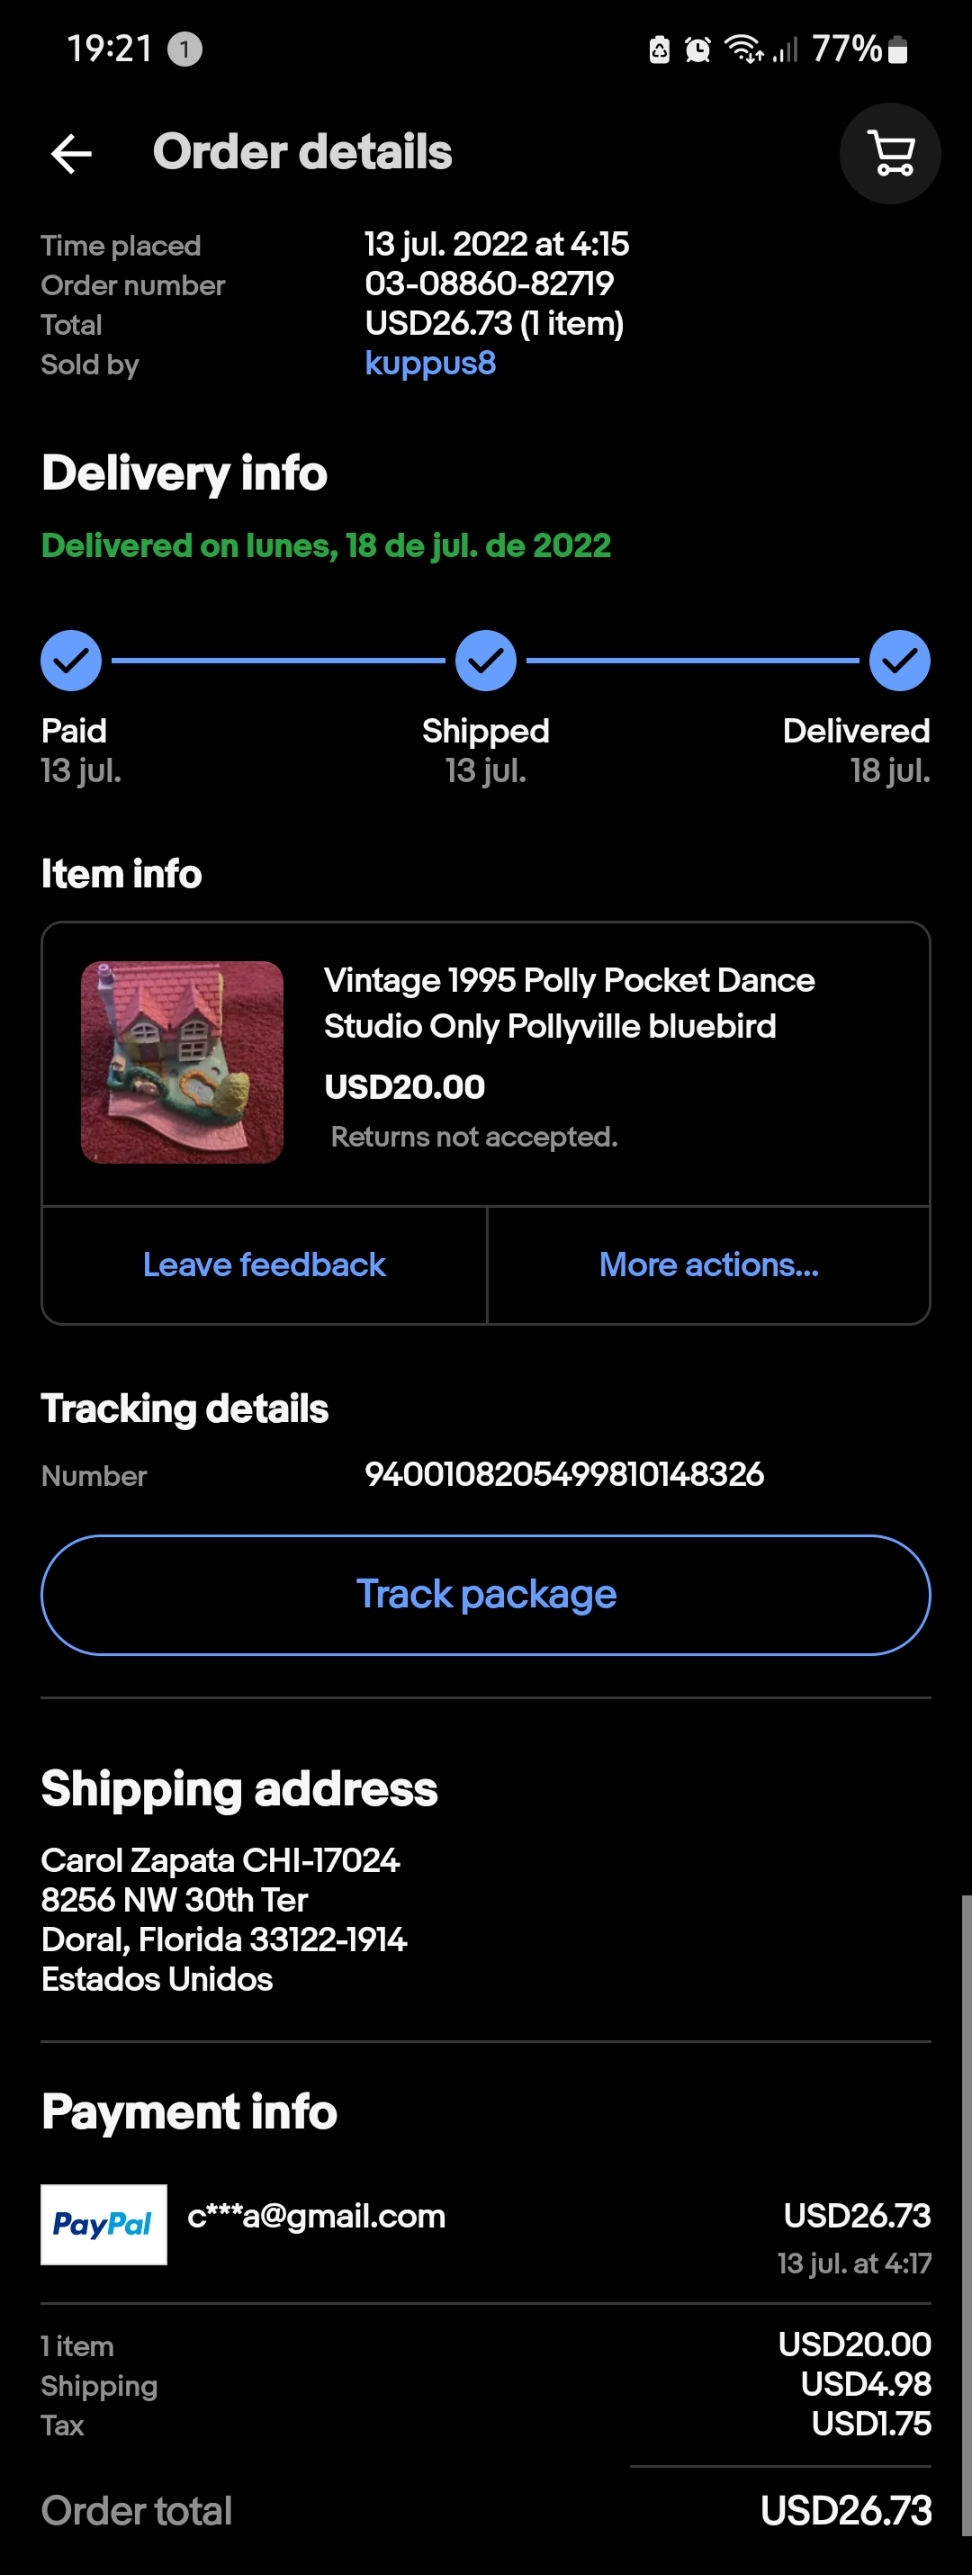 19:21 1 77%
Order details
Time placed 13 jul. 2022 at 4:15
Order number 03-08860-82719
Total USD26.73 (1 item)
Sold by kuppus8
Delivery info
Delivered on lunes, 18 de jul. de 2022
Paid Shipped Delivered
13 jul. 13 jul. 18 jul.
Item info
Vintage 1995 Polly Pocket Dance
Studio Only Pollyville bluebird
USD20.00
Returns not accepted.
Leave feedback More actions...
Tracking details
Number 9400108205499810148326
Track package
Shipping address
Carol Zapata CHI-17024
8256 NW 30th Ter
Doral, Florida 33122-1914
Estados Unidos
Payment info
PayPal c***a@gmail.com USD26.73
13 jul. at 4:17
1 item USD20.00
Shipping USD4.98
Tax USD1.75
Order total USD26.73